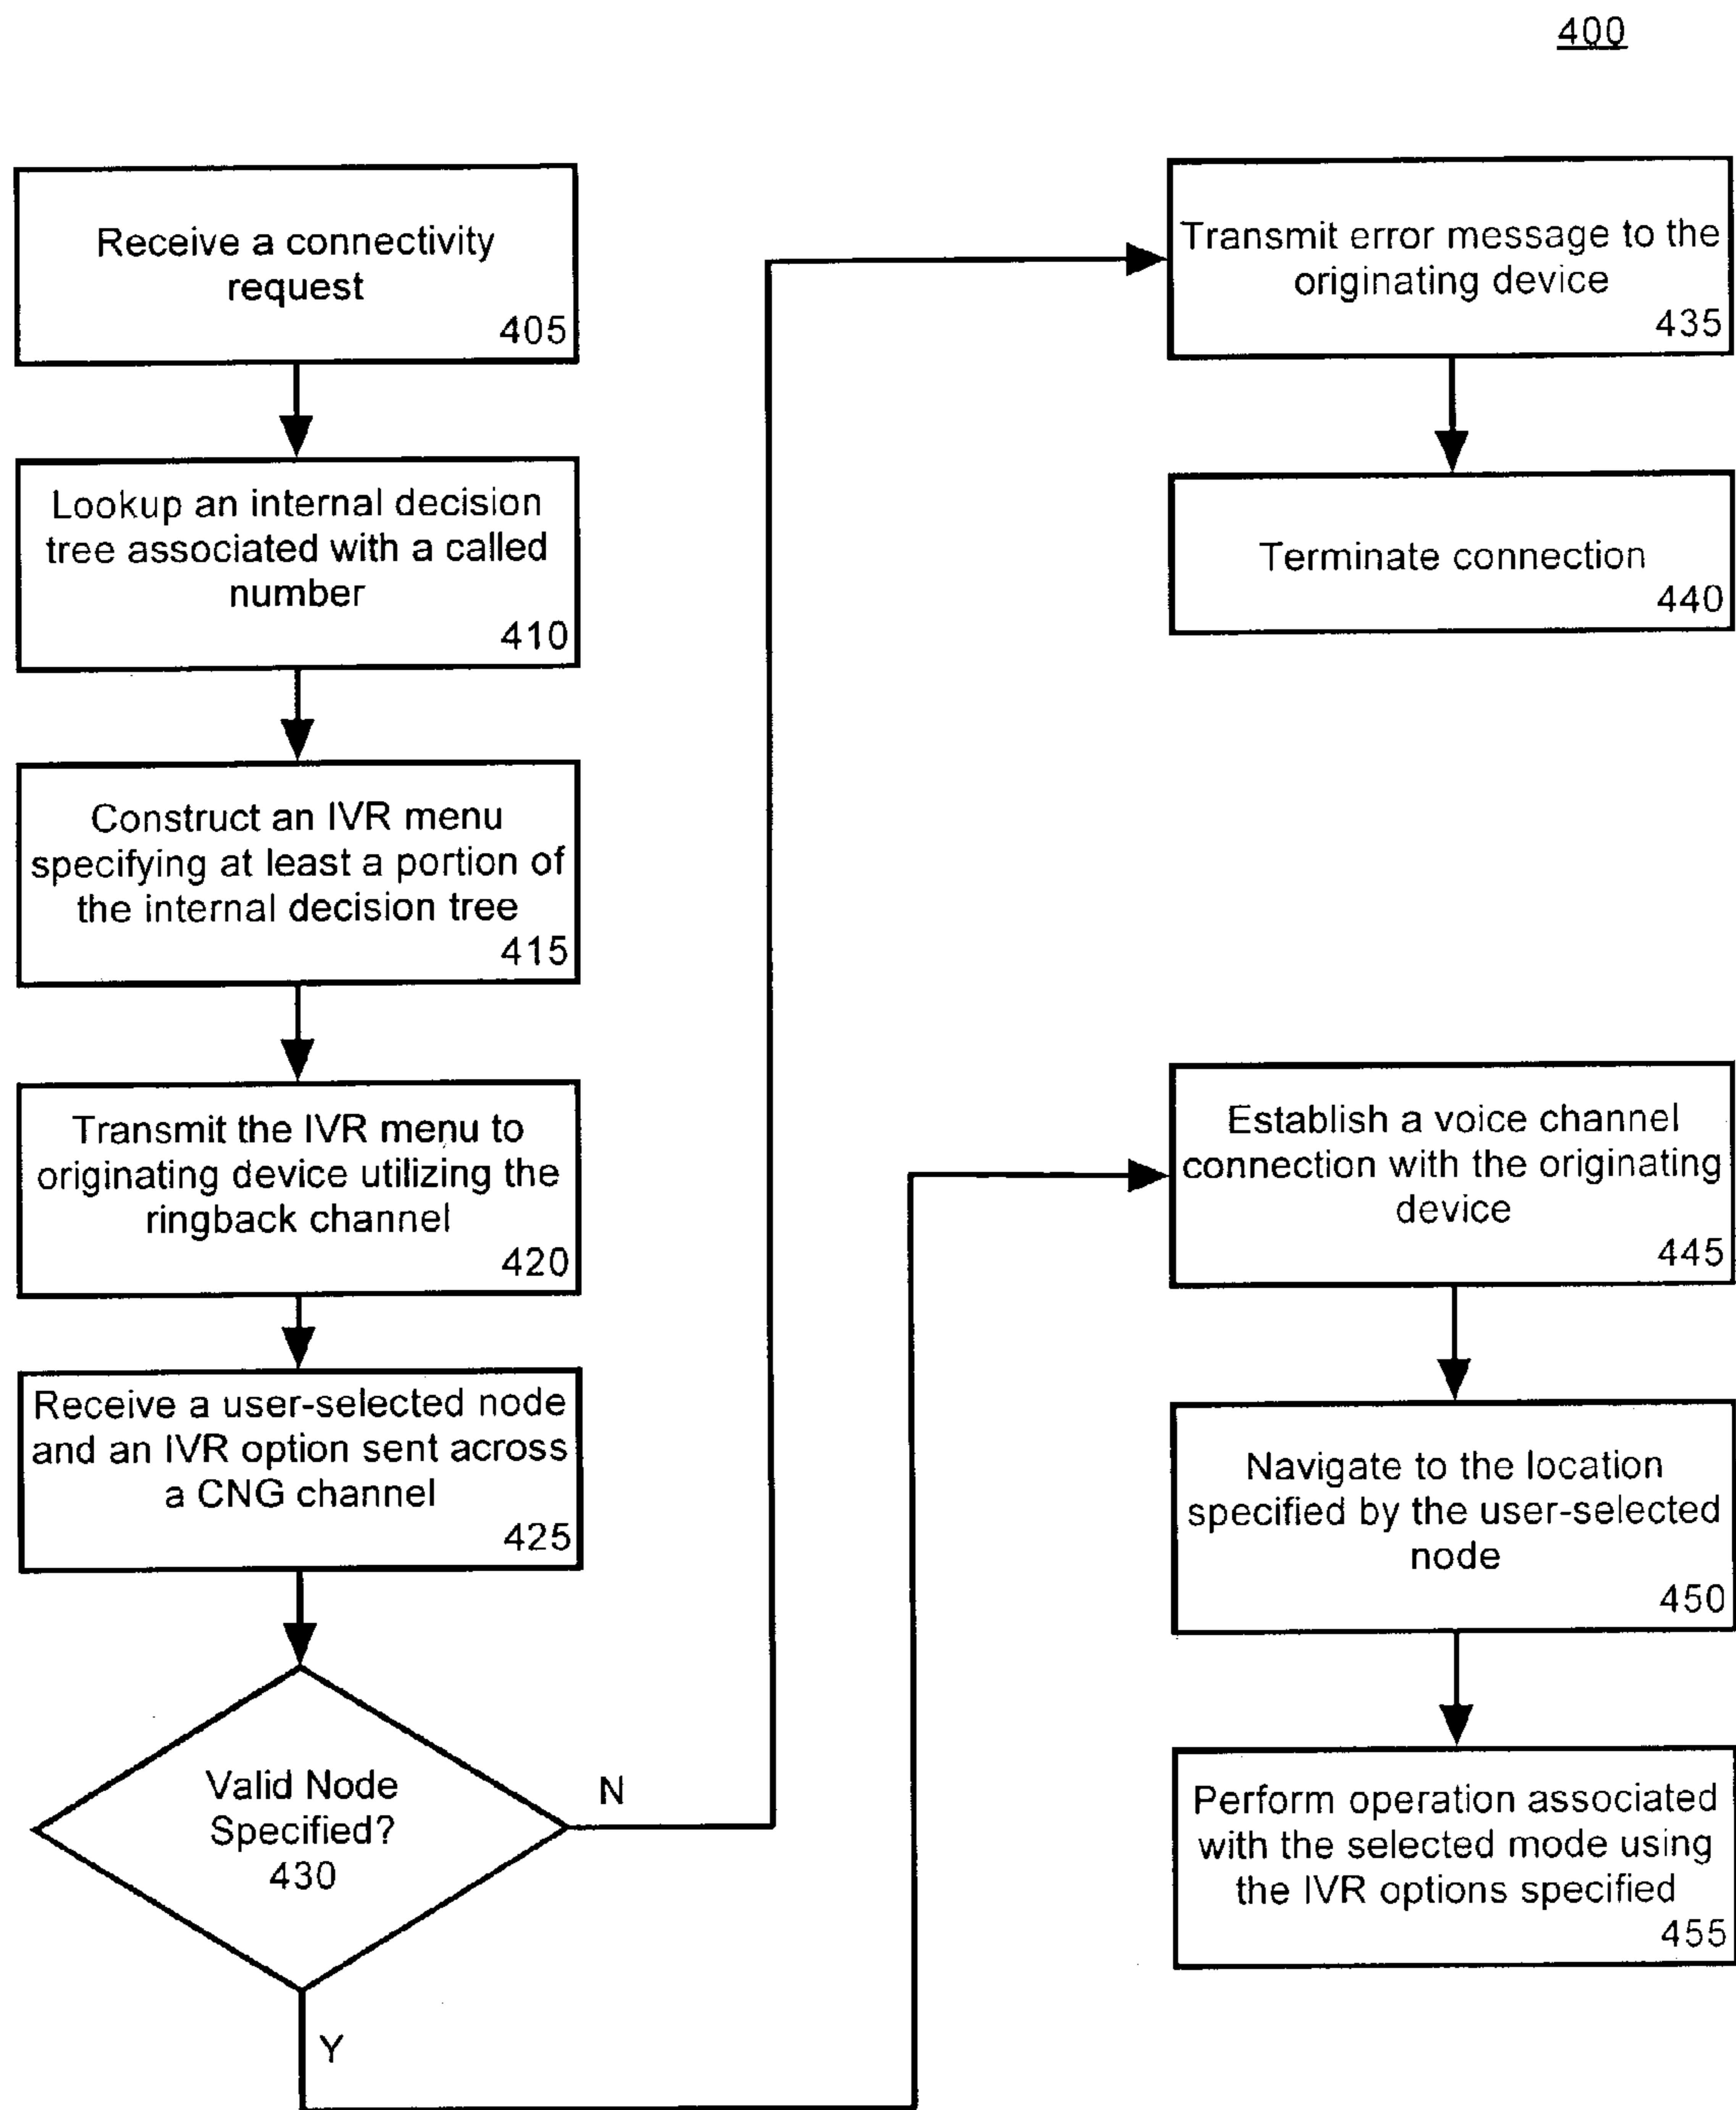 400
Receive a connectivity
request
405
Lookup an internal decision
tree associated with a called
number
410
Construct an IVR menu
specifying at least a portion of
the internal decision tree
415
Transmit the IVR menu to
originating device utilizing the
ringback channel
420
Receive a user-selected node
and an IVR option sent across
a CNG channel
425
Valid Node
Specified?
430
N
Y
Transmit error message to the
originating device
435
Terminate connection
440
Establish a voice channel
connection with the originating
device
445
Navigate to the location
specified by the user-selected
node
450
Perform operation associated
with the selected mode using
the IVR options specified
455